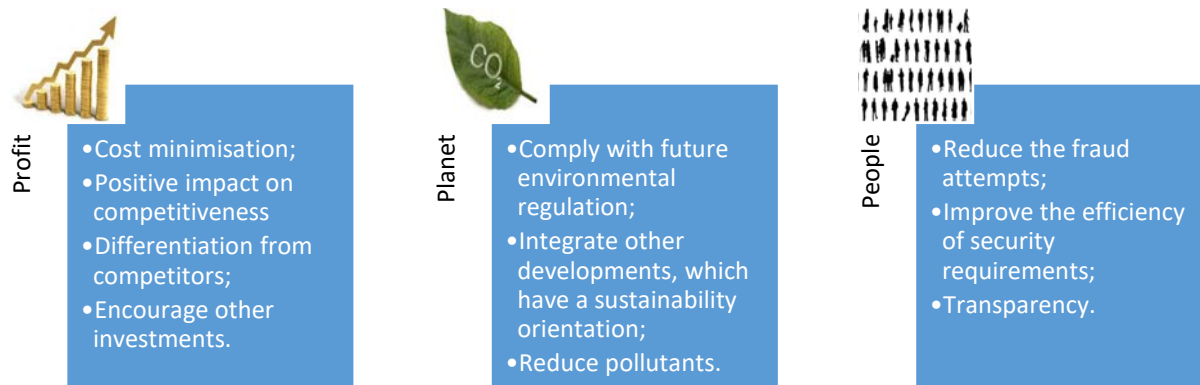 Profit
•Cost minimisation;
•Positive impact on
competitiveness
•Differentiation from
competitors;
•Encourage other
investments.
CO2
Planet
•Comply with future
environmental
regulation;
•Integrate other
developments, which
have a sustainability
orientation;
•Reduce pollutants.
People
•Reduce the fraud
attempts;
•Improve the efficiency
of security
requirements;
•Transparency.